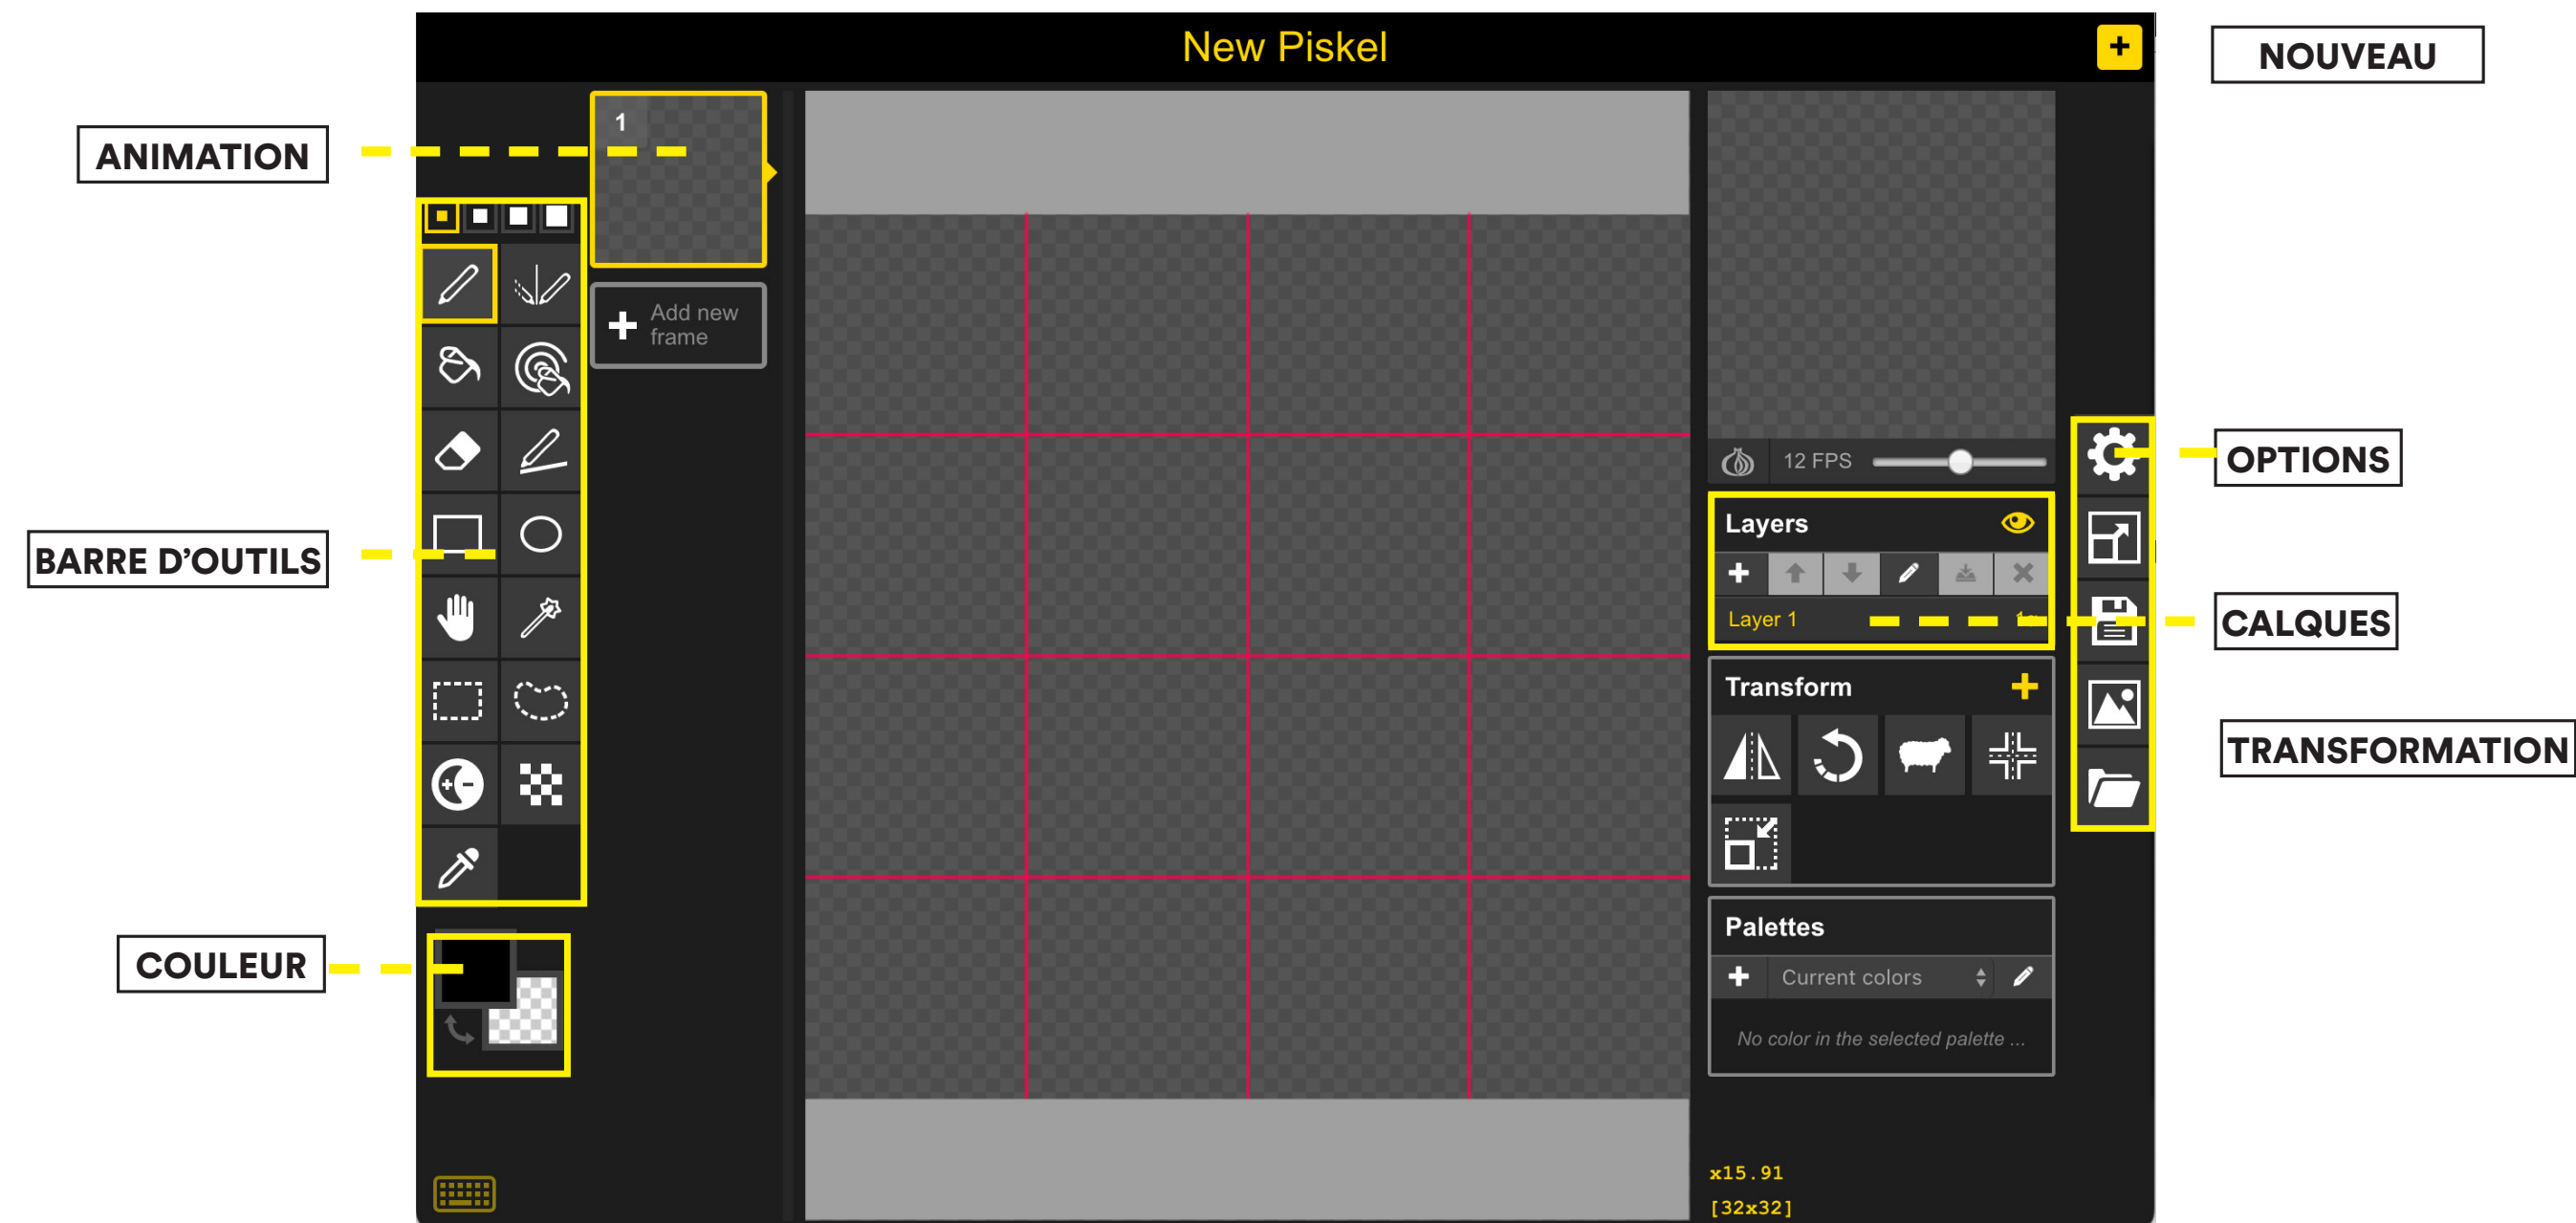 New Piskel
+
NOUVEAU
ANIMATION
1
Add new
frame
12 FPS
OPTIONS
Layers
BARRE D’OUTILS
Layer 1
CALQUES
Transform
TRANSFORMATION
Palettes
COULEUR
Current colors
No color in the selected palette ...
x15.91
[32x32]